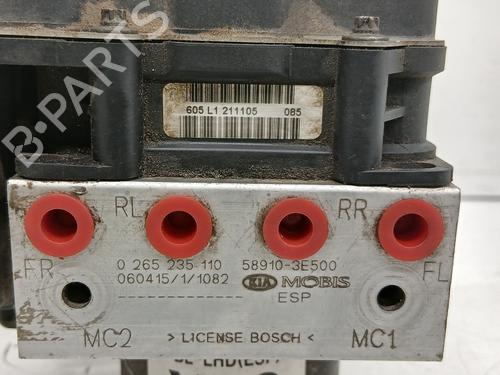 B-PARTS
605 L1 211105 085
RL RR
FR FL
0 265 235 110 58910-3E500
060415/1/1082 KIA MOBIS
ESP
MC2 > LICENSE BOSCH < MC1